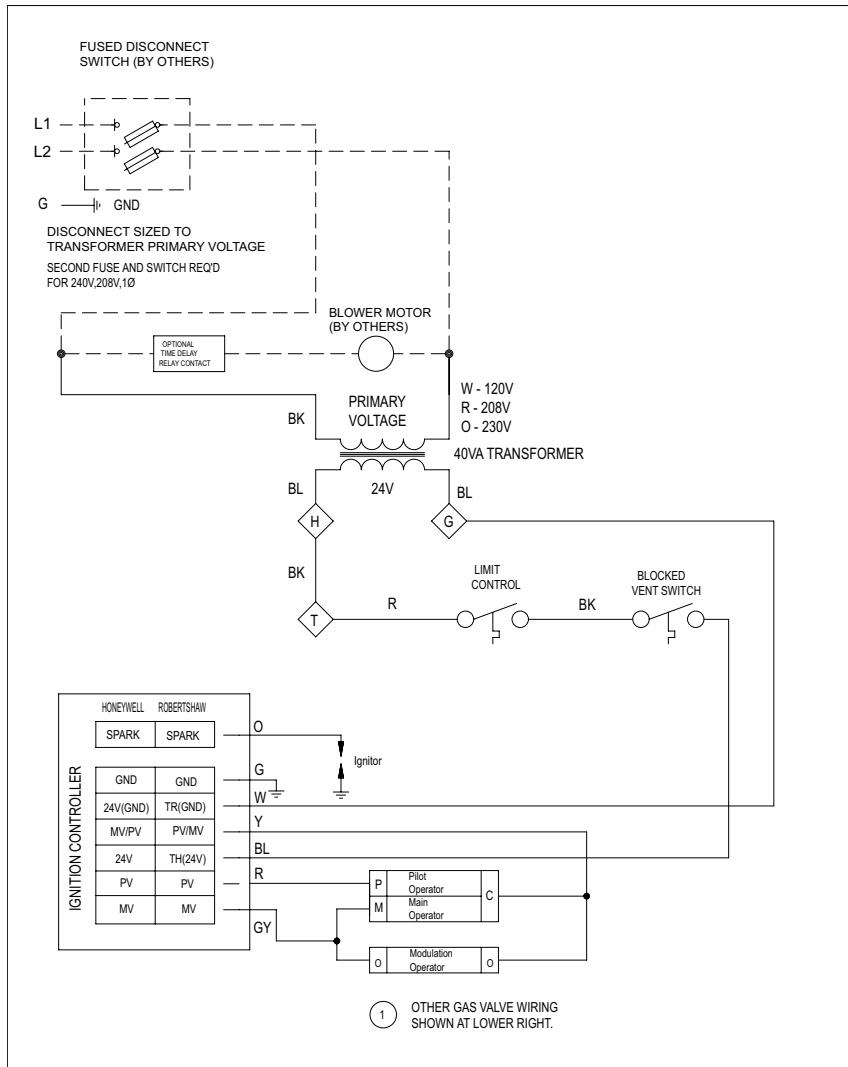 FUSED DISCONNECT
SWITCH (BY OTHERS)
L1
L2
G
GND
DISCONNECT SIZED TO
TRANSFORMER PRIMARY VOLTAGE
SECOND FUSE AND SWITCH REQ'D
FOR 240V,208V,1Ø
BLOWER MOTOR
(BY OTHERS)
OPTIONAL
TIME DELAY
RELAY CONTACT
PRIMARY
VOLTAGE
W - 120V
R - 208V
O - 230V
BK
40VA TRANSFORMER
BL
24V
BL
H
G
BK
LIMIT
CONTROL
BLOCKED
VENT SWITCH
T
R
BK
IGNITION CONTROLLER
HONEYWELL ROBERTSHAW
SPARK SPARK
O
Ignitor
GND GND
G
24V(GND) TR(GND)
W
MV/PV PV/MV
Y
24V TH(24V)
BL
PV PV
R
MV MV
GY
P Pilot
Operator
C
M Main
Operator
O Modulation
Operator
O
1 OTHER GAS VALVE WIRING
SHOWN AT LOWER RIGHT.